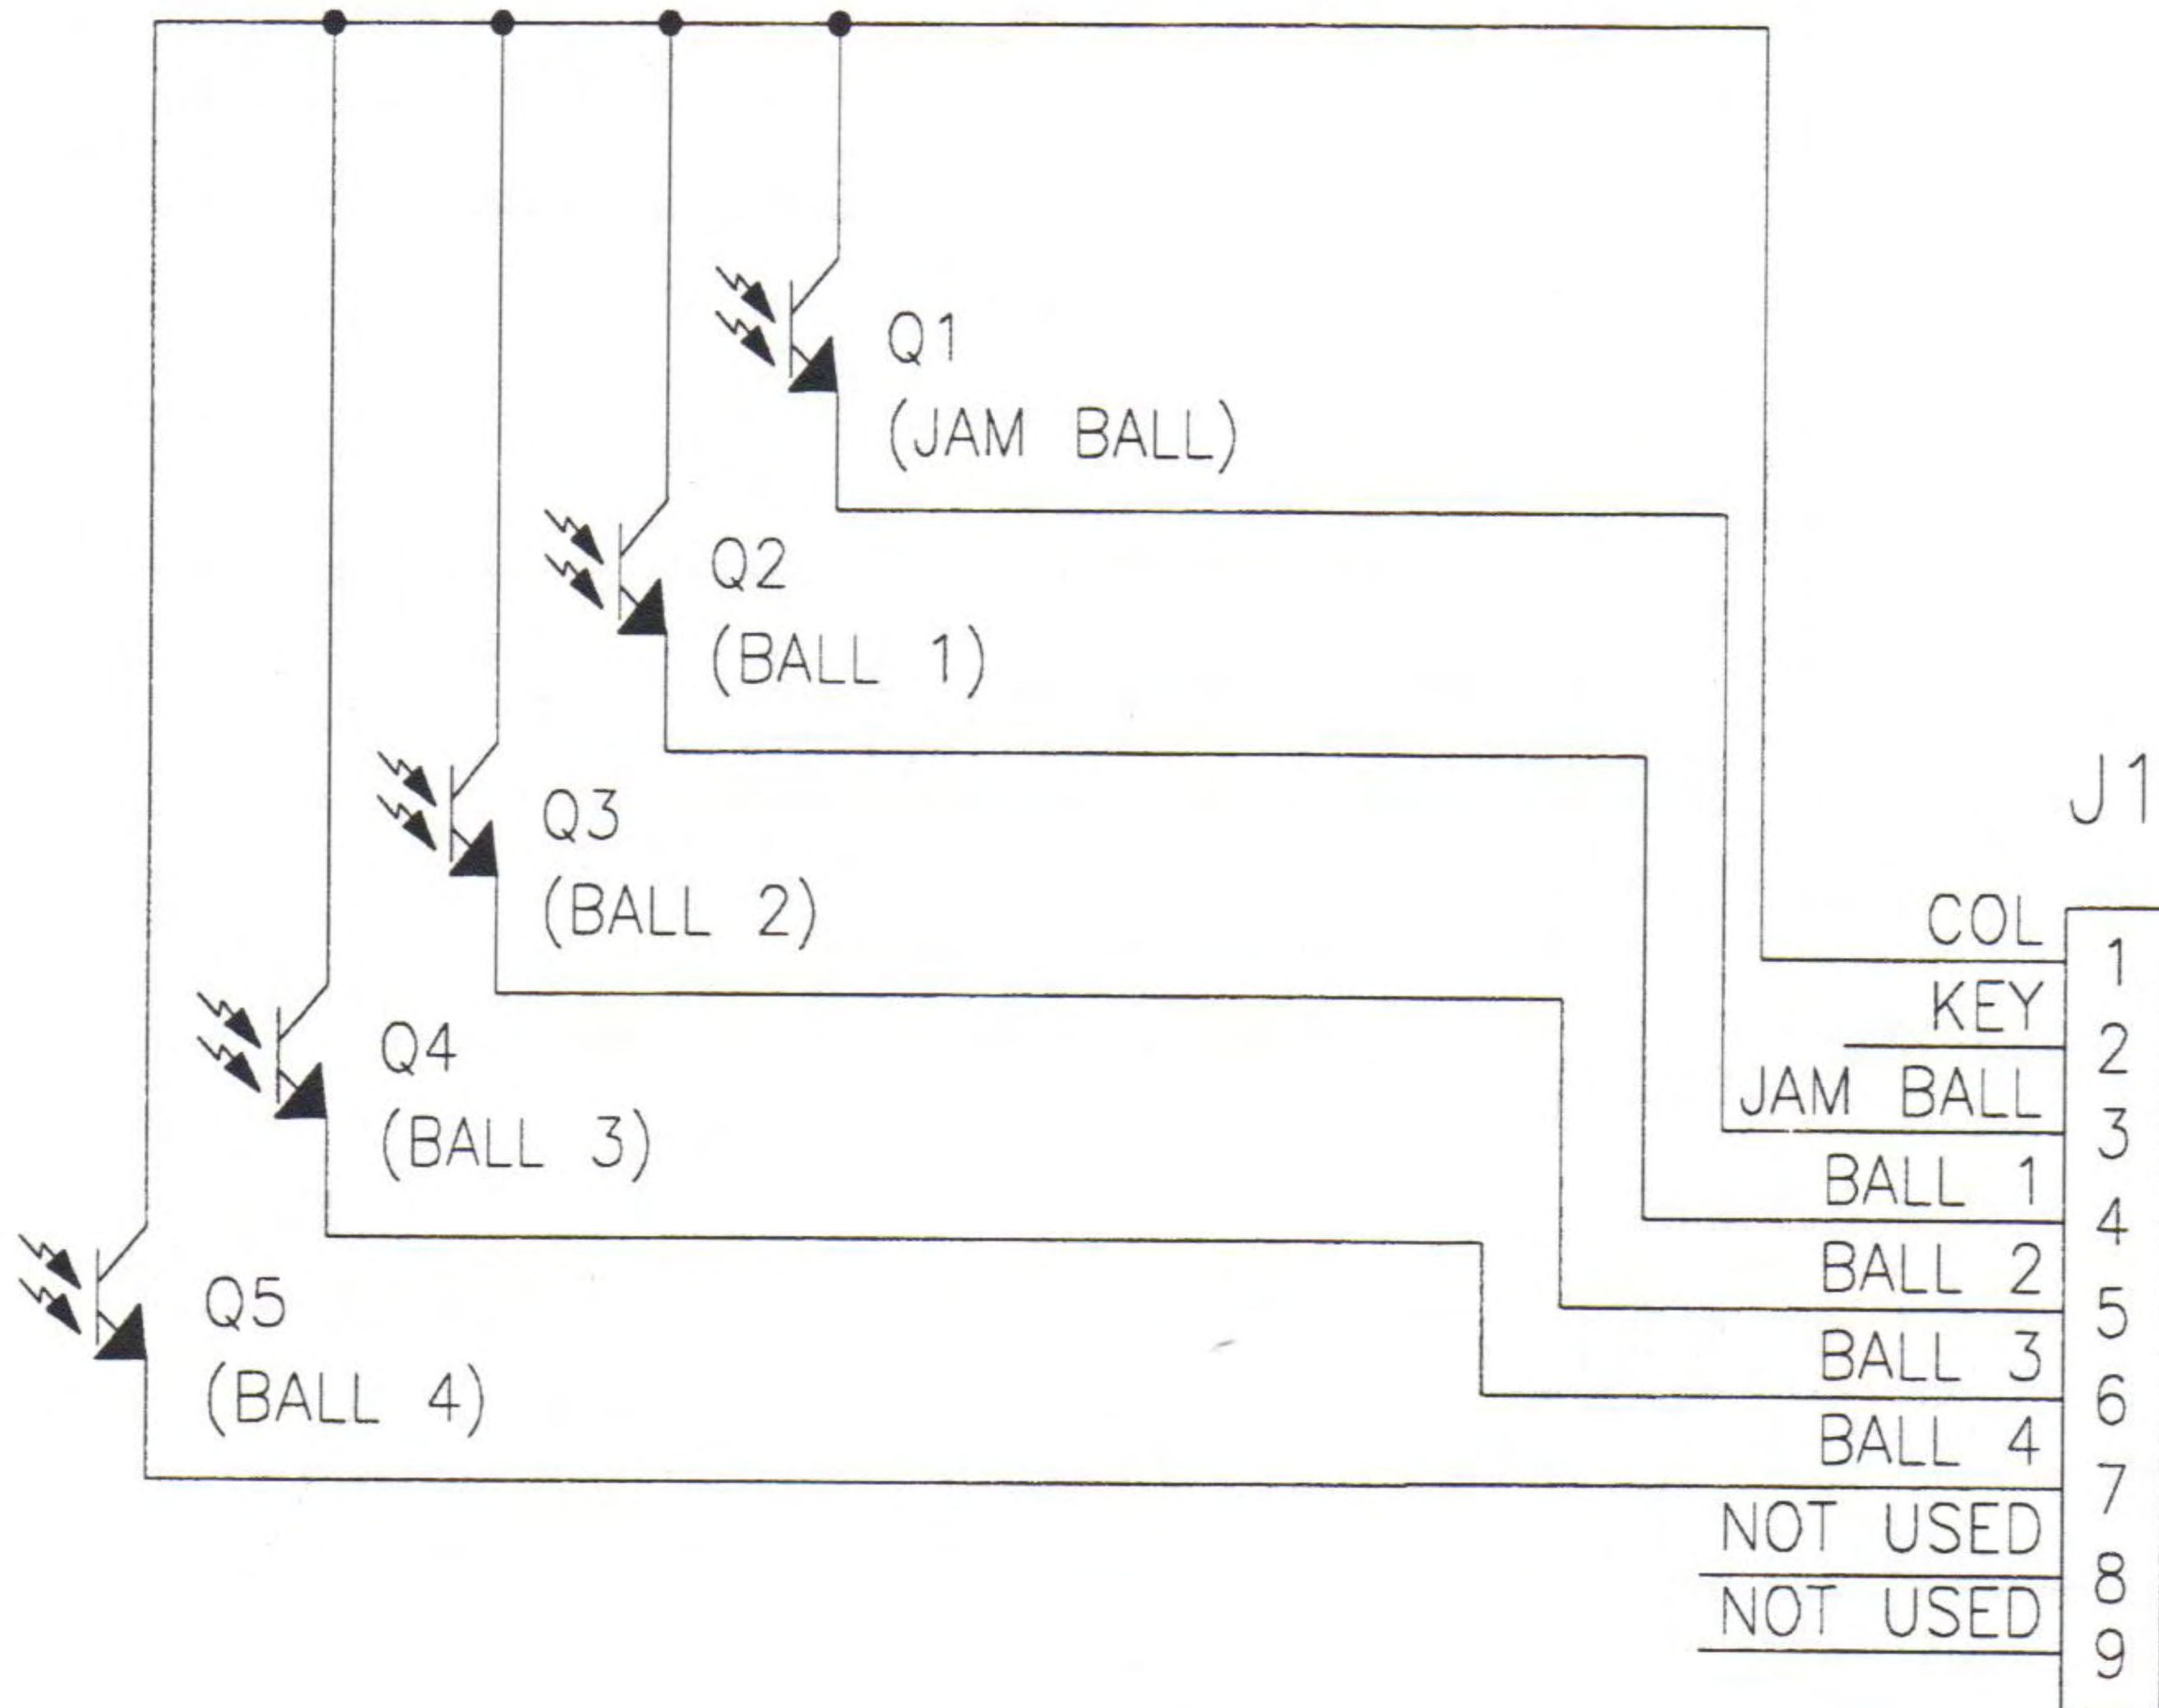 Q1
(JAM BALL)
Q2
(BALL 1)
Q3
(BALL 2)
Q4
(BALL 3)
Q5
(BALL 4)
J1
COL
1
KEY
2
JAM BALL
3
BALL 1
4
BALL 2
5
BALL 3
6
BALL 4
7
NOT USED
8
NOT USED
9